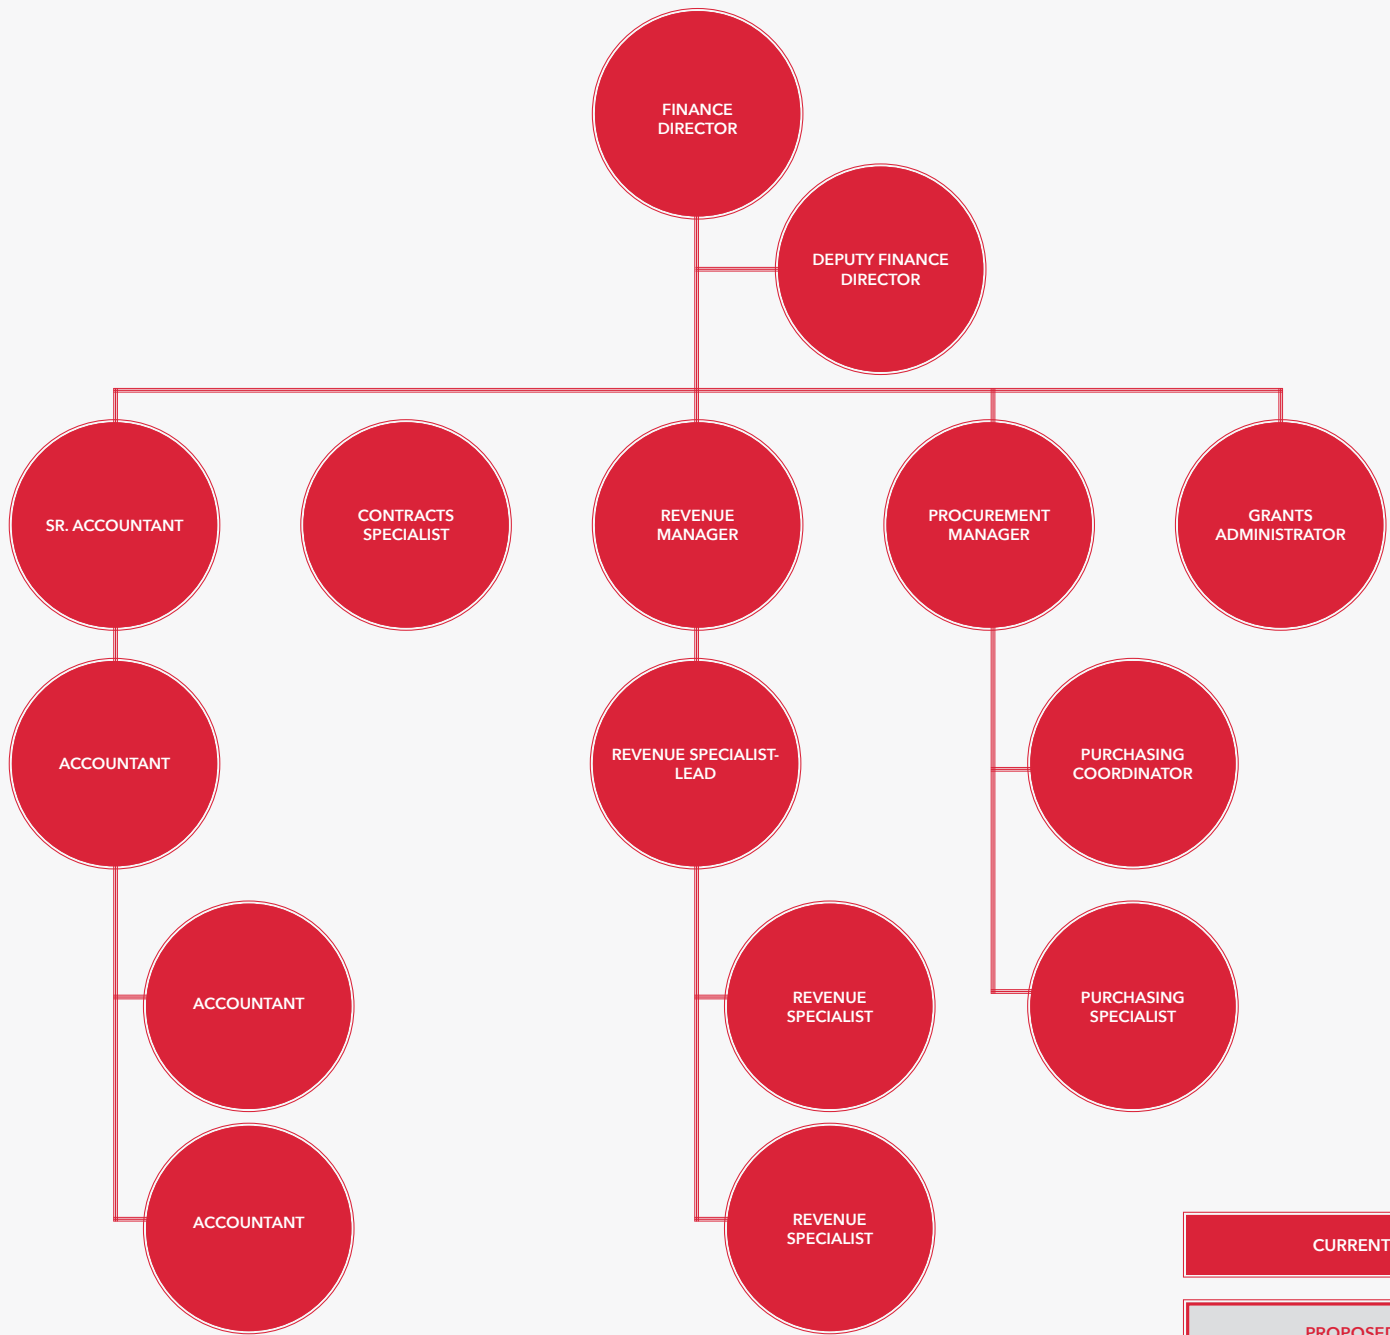 FINANCE
DIRECTOR
DEPUTY FINANCE
DIRECTOR
SR. ACCOUNTANT
CONTRACTS
SPECIALIST
REVENUE
MANAGER
PROCUREMENT
MANAGER
GRANTS
ADMINISTRATOR
ACCOUNTANT
REVENUE SPECIALIST-
LEAD
PURCHASING
COORDINATOR
ACCOUNTANT
REVENUE
SPECIALIST
PURCHASING
SPECIALIST
ACCOUNTANT
REVENUE
SPECIALIST
CURRENT
PROPOSED